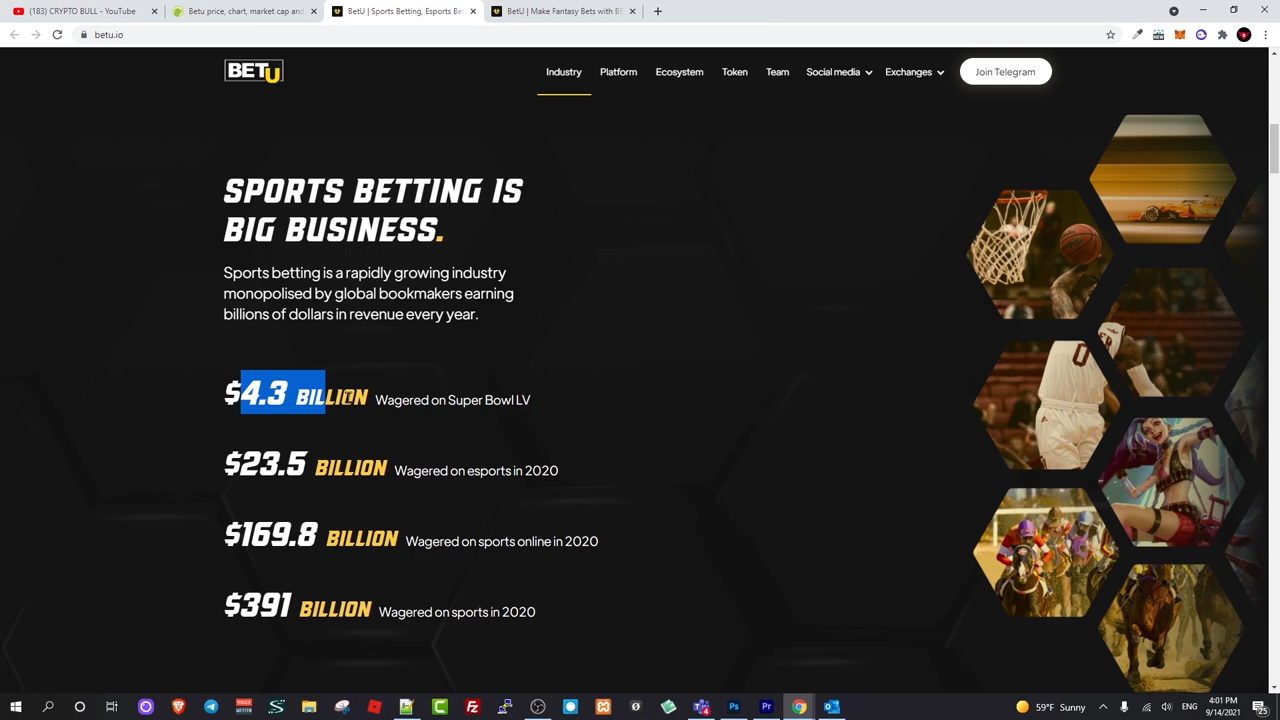 (183) CRYPTO BULL - YouTube
Betu price, chart, market cap and
BetU | Sports Betting, Esports Bet
BetU | Make Fantasy Bets with BE
betu.io
BETU
Industry
Platform
Ecosystem
Token
Team
Social media
Exchanges
Join Telegram
SPORTS BETTING IS
BIG BUSINESS.
Sports betting is a rapidly growing industry
monopolised by global bookmakers earning
billions of dollars in revenue every year.
$4.3 BILLION Wagered on Super Bowl LV
$23.5 BILLION Wagered on esports in 2020
$169.8 BILLION Wagered on sports online in 2020
$391 BILLION Wagered on sports in 2020
59°F Sunny
4:01 PM
9/14/2021